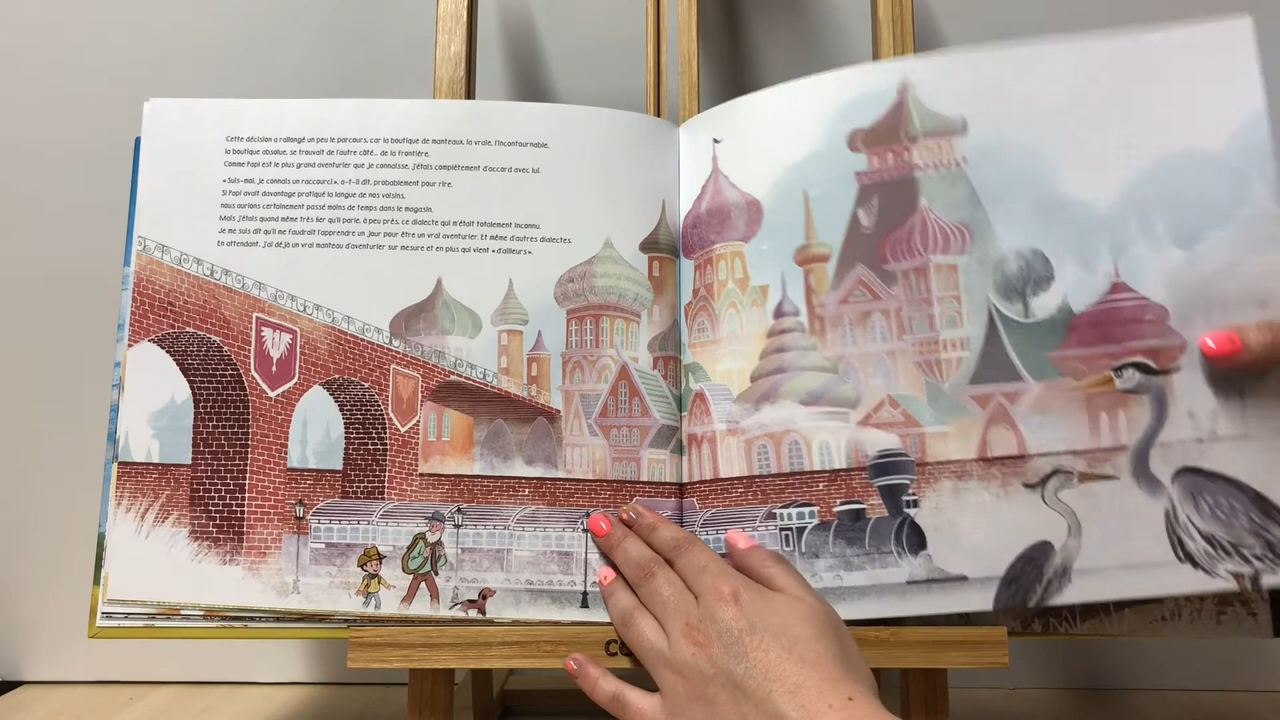 Cette décision a rallongé un peu le parcours, car la boutique de manteaux, la vraie, l'incontournable,
la boutique absolue, se trouvait de l'autre côté... de la frontière.
Comme Papi est le plus grand aventurier que je connaisse, j'étais complètement d'accord avec lui.
« Suis-moi, je connais un raccourci », a-t-il dit, probablement pour rire.
Si Papi avait davantage pratiqué la langue de nos voisins,
nous aurions certainement passé moins de temps dans le magasin.
Mais j'étais quand même très fier qu'il parle, à peu près, ce dialecte qui m'était totalement inconnu.
Je me suis dit qu'il me faudrait l'apprendre un jour pour être un vrai aventurier. Et même d'autres dialectes.
En attendant, j'ai déjà un vrai manteau d'aventurier sur mesure et en plus qui vient « d'ailleurs ».